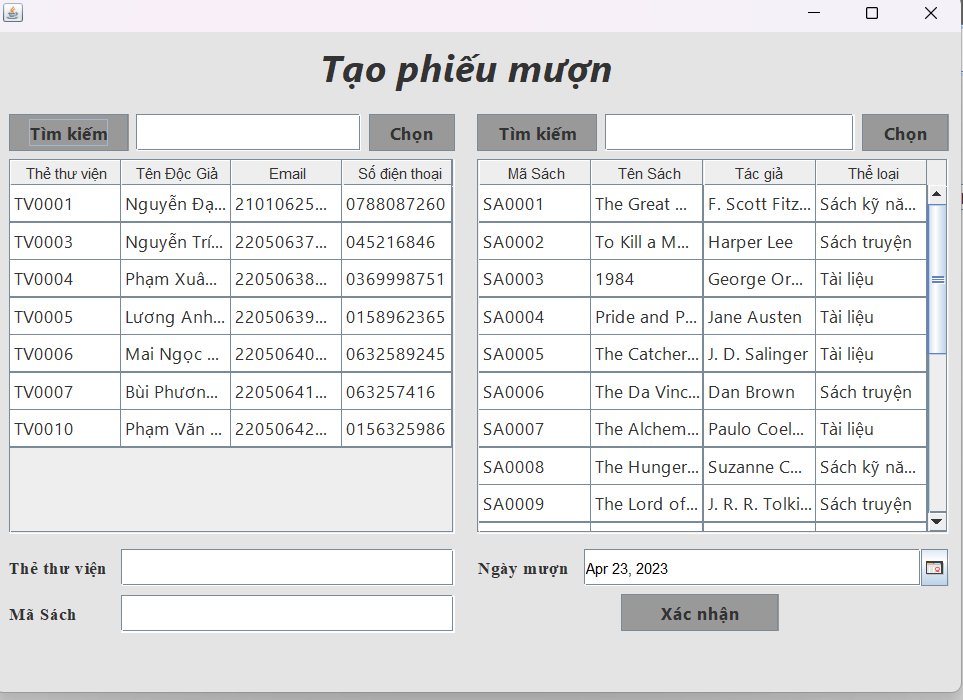 Tạo phiếu mượn
Tìm kiếm Chọn Tìm kiếm Chọn
Thẻ thư viện Tên Độc Giả Email Số điện thoại
TV0001 Nguyễn Đạ... 21010625... 0788087260
TV0003 Nguyễn Trí... 22050637... 045216846
TV0004 Phạm Xuâ... 22050638... 0369998751
TV0005 Lương Anh... 22050639... 0158962365
TV0006 Mai Ngọc ... 22050640... 0632589245
TV0007 Bùi Phươn... 22050641... 063257416
TV0010 Phạm Văn ... 22050642... 0156325986
Mã Sách Tên Sách Tác giả Thể loại
SA0001 The Great ... F. Scott Fitz... Sách kỹ nă...
SA0002 To Kill a M... Harper Lee Sách truyện
SA0003 1984 George Or... Tài liệu
SA0004 Pride and P... Jane Austen Tài liệu
SA0005 The Catcher... J. D. Salinger Tài liệu
SA0006 The Da Vinc... Dan Brown Sách truyện
SA0007 The Alchem... Paulo Coel... Tài liệu
SA0008 The Hunger... Suzanne C... Sách kỹ nă...
SA0009 The Lord of... J. R. R. Tolki... Sách truyện
Thẻ thư viện
Mã Sách
Ngày mượn Apr 23, 2023
Xác nhận